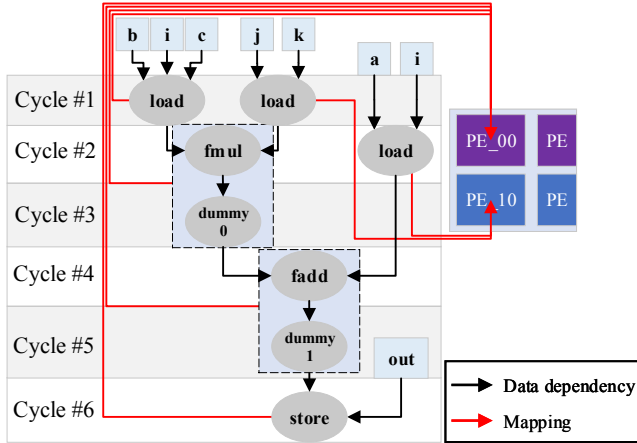 b i c j k
a i
Cycle #1 load load
Cycle #2 fmul load
PE_00 PE
Cycle #3 dummy
0
PE_10 PE
Cycle #4 fadd
Cycle #5 dummy
1
out
Cycle #6 store
Data dependency
Mapping